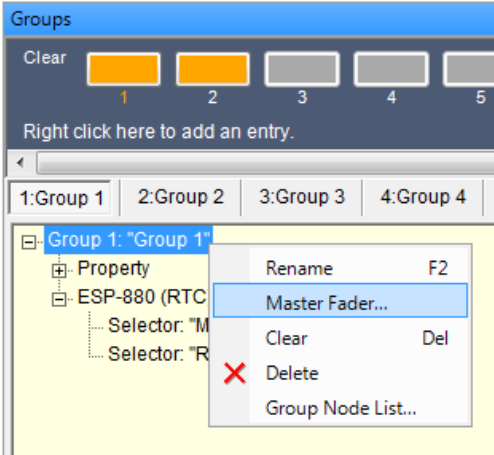 Groups
Clear
1 2 3 4 5
Right click here to add an entry.
1:Group 1 2:Group 2 3:Group 3 4:Group 4
Group 1: "Group 1"
Property
ESP-880 (RTC
Selector: "M
Selector: "R
Rename F2
Master Fader...
Clear Del
Delete
Group Node List...